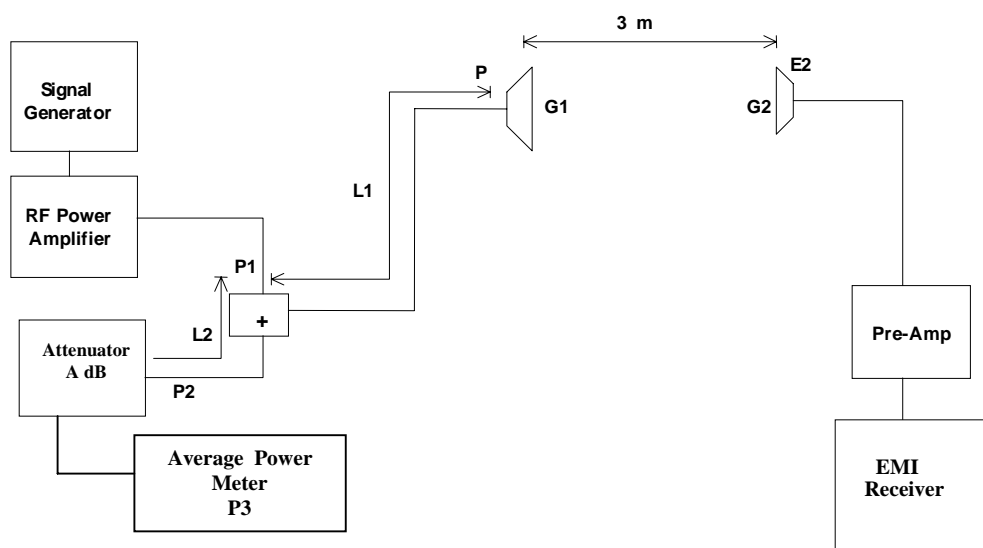 3 m
Signal
Generator
P
E2
G1
G2
L1
RF Power
Amplifier
P1
+
L2
Attenuator
A dB
P2
Pre-Amp
Average Power
Meter
P3
EMI
Receiver